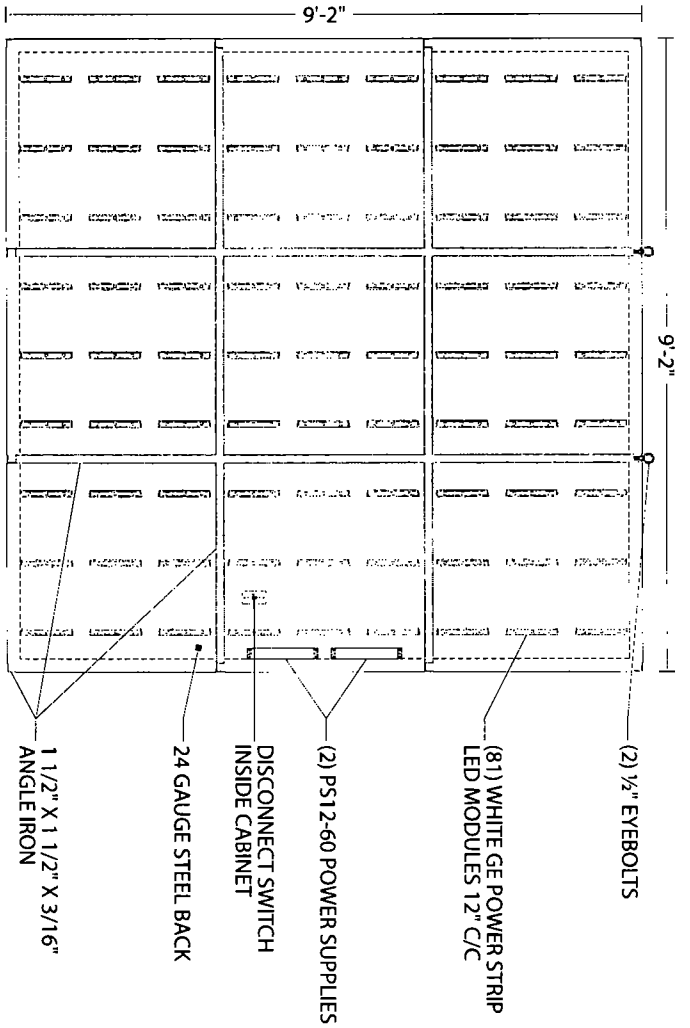 9'-2"
9'-2"
(2) ½" EYEBOLTS
(81) WHITE GE POWER STRIP
LED MODULES 12" C/C
(2) PS12-60 POWER SUPPLIES
DISCONNECT SWITCH
INSIDE CABINET
24 GAUGE STEEL BACK
1 1/2" X 1 1/2" X 3/16"
ANGLE IRON